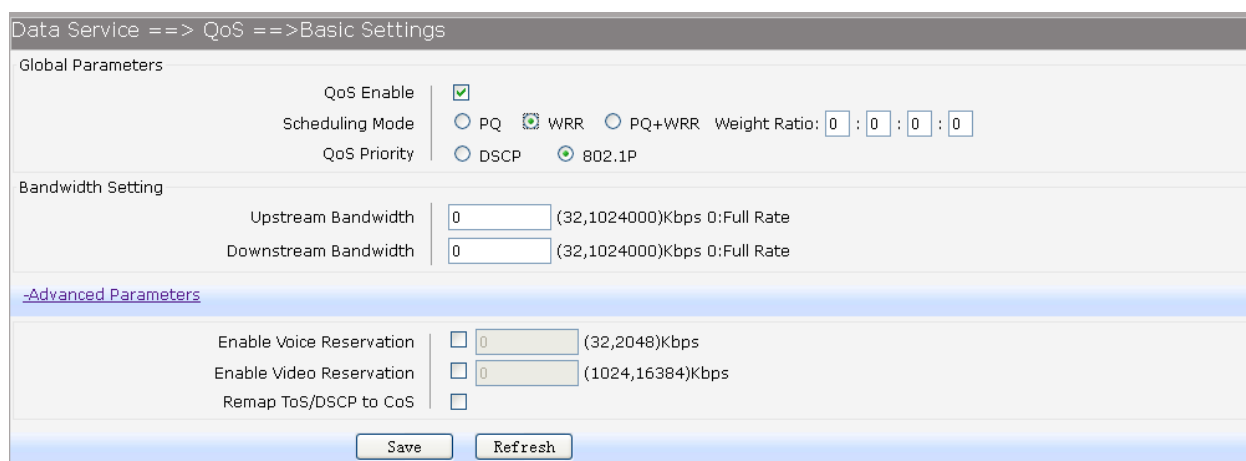 Data Service ==> QoS ==>Basic Settings
Global Parameters
QoS Enable
Scheduling Mode PQ WRR PQ+WRR Weight Ratio: 0 : 0 : 0 : 0
QoS Priority DSCP 802.1P
Bandwidth Setting
Upstream Bandwidth 0 (32,1024000)Kbps 0:Full Rate
Downstream Bandwidth 0 (32,1024000)Kbps 0:Full Rate
-Advanced Parameters
Enable Voice Reservation 0 (32,2048)Kbps
Enable Video Reservation 0 (1024,16384)Kbps
Remap ToS/DSCP to CoS
Save Refresh